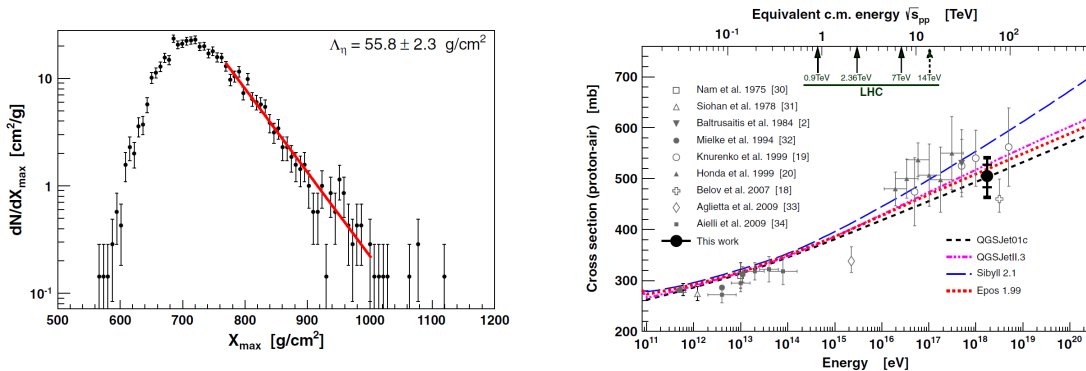 Λη = 55.8 ± 2.3 g/cm²
dN/dXmax [cm²/g]
10
1
10⁻¹
500 600 700 800 900 1000 1100 1200
Xmax [g/cm²]
Equivalent c.m. energy √spp [TeV]
10⁻¹ 1 10 10²
0.9TeV 2.36TeV 7TeV 14TeV
LHC
Cross section (proton-air) [mb]
700
600
500
400
300
200
Nam et al. 1975 [30]
Siohan et al. 1978 [31]
Baltrusaitis et al. 1984 [2]
Mielke et al. 1994 [32]
Knurenko et al. 1999 [19]
Honda et al. 1999 [20]
Belov et al. 2007 [18]
Aglietta et al. 2009 [33]
Aielli et al. 2009 [34]
This work
QGSJet01c
QGSJetII.3
Sibyll 2.1
Epos 1.99
10¹¹ 10¹² 10¹³ 10¹⁴ 10¹⁵ 10¹⁶ 10¹⁷ 10¹⁸ 10¹⁹ 10²⁰
Energy [eV]